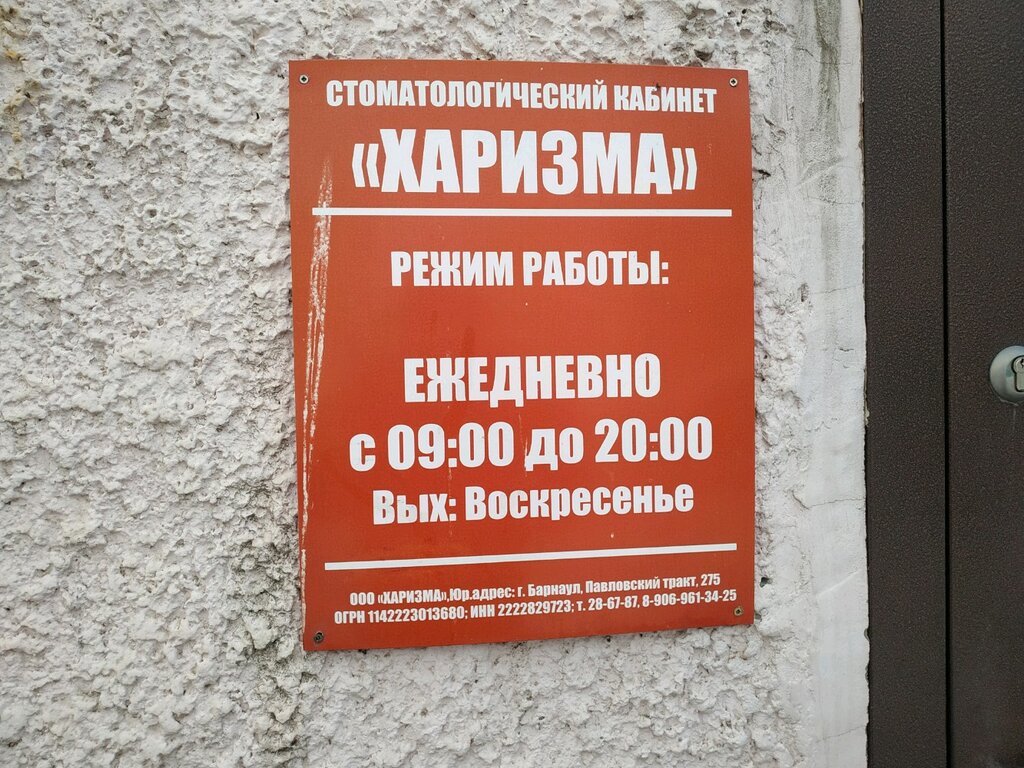 СТОМАТОЛОГИЧЕСКИЙ КАБИНЕТ
«ХАРИЗМА»
РЕЖИМ РАБОТЫ:
ЕЖЕДНЕВНО
с 09:00 до 20:00
Вых: Воскресенье
ООО «ХАРИЗМА»,Юр.адрес: г. Барнаул, Павловский тракт, 275
ОГРН 1142223013680; ИНН 2222829723; т. 28-67-87, 8-906-961-34-25